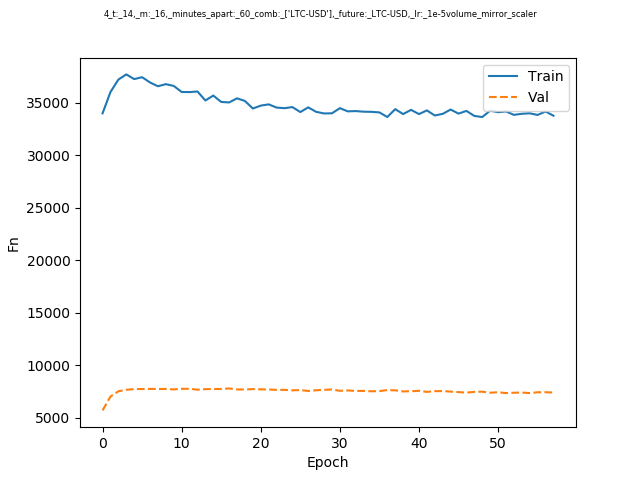 4_t:_14,_m:_16,_minutes_apart:_60_comb:_['LTC-USD'],_future:_LTC-USD,_lr:_1e-5volume_mirror_scaler
Train
Val
35000
30000
25000
20000
15000
10000
5000
Fn
0 10 20 30 40 50
Epoch